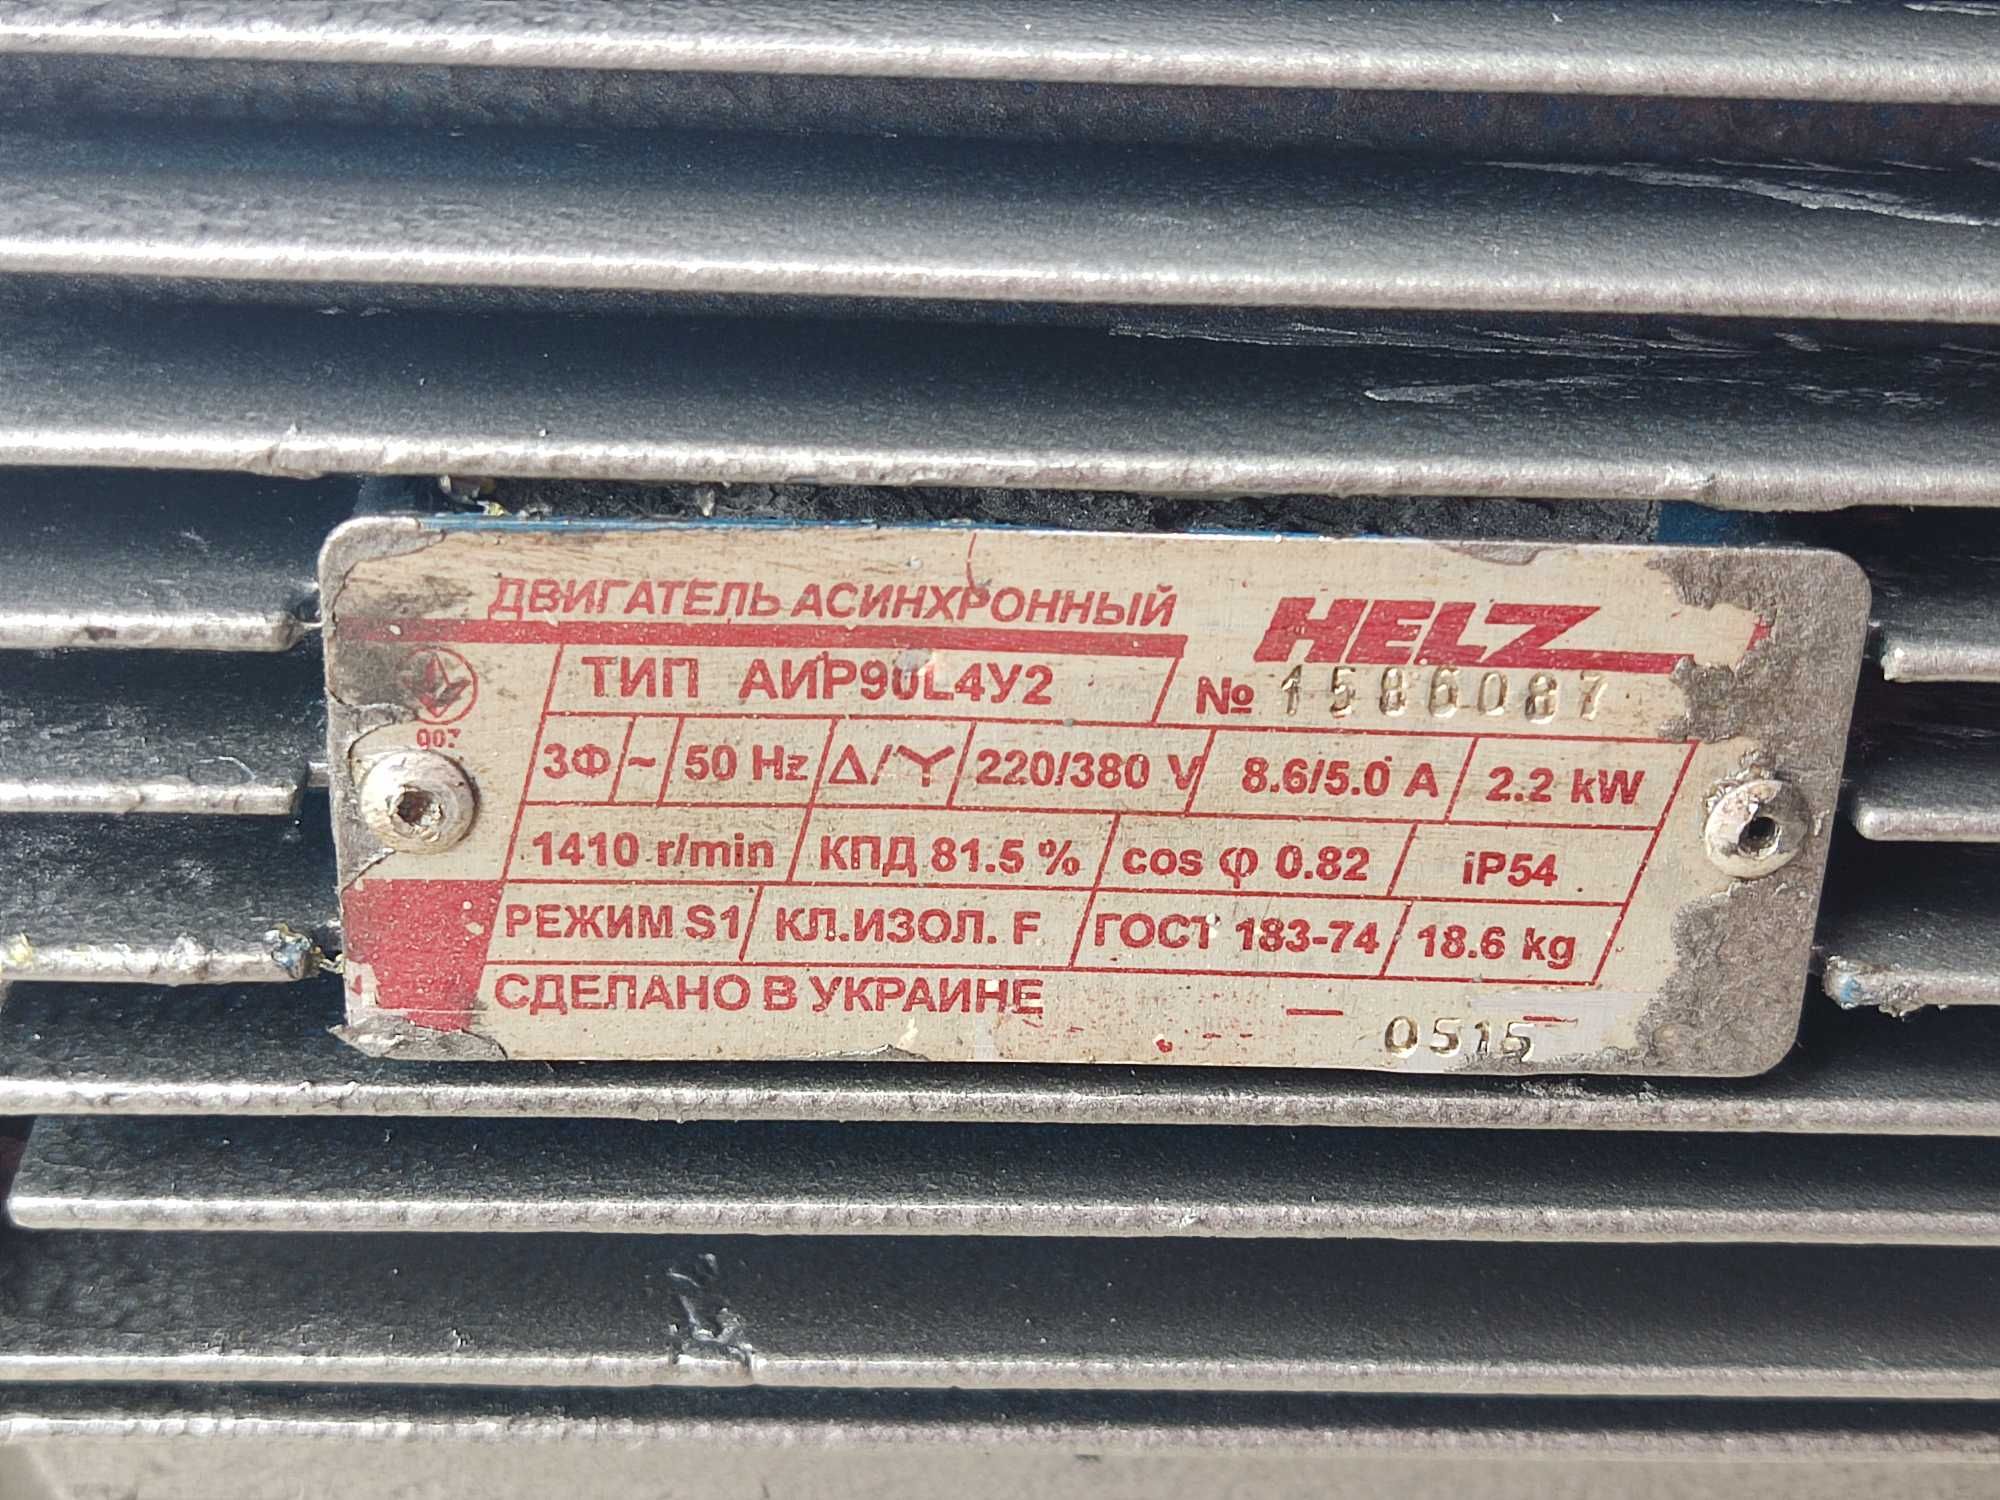 ДВИГАТЕЛЬ АСИНХРОННЫЙ HELZ
ТИП АИР90L4У2 № 1586087
907
3Ф ~ 50 Hz Δ/Y 220/380 V 8.6/5.0 A 2.2 kW
1410 r/min КПД 81.5 % cos φ 0.82 iP54
РЕЖИМ S1 КЛ.ИЗОЛ. F ГОСТ 183-74 18.6 kg
СДЕЛАНО В УКРАИНЕ
0515